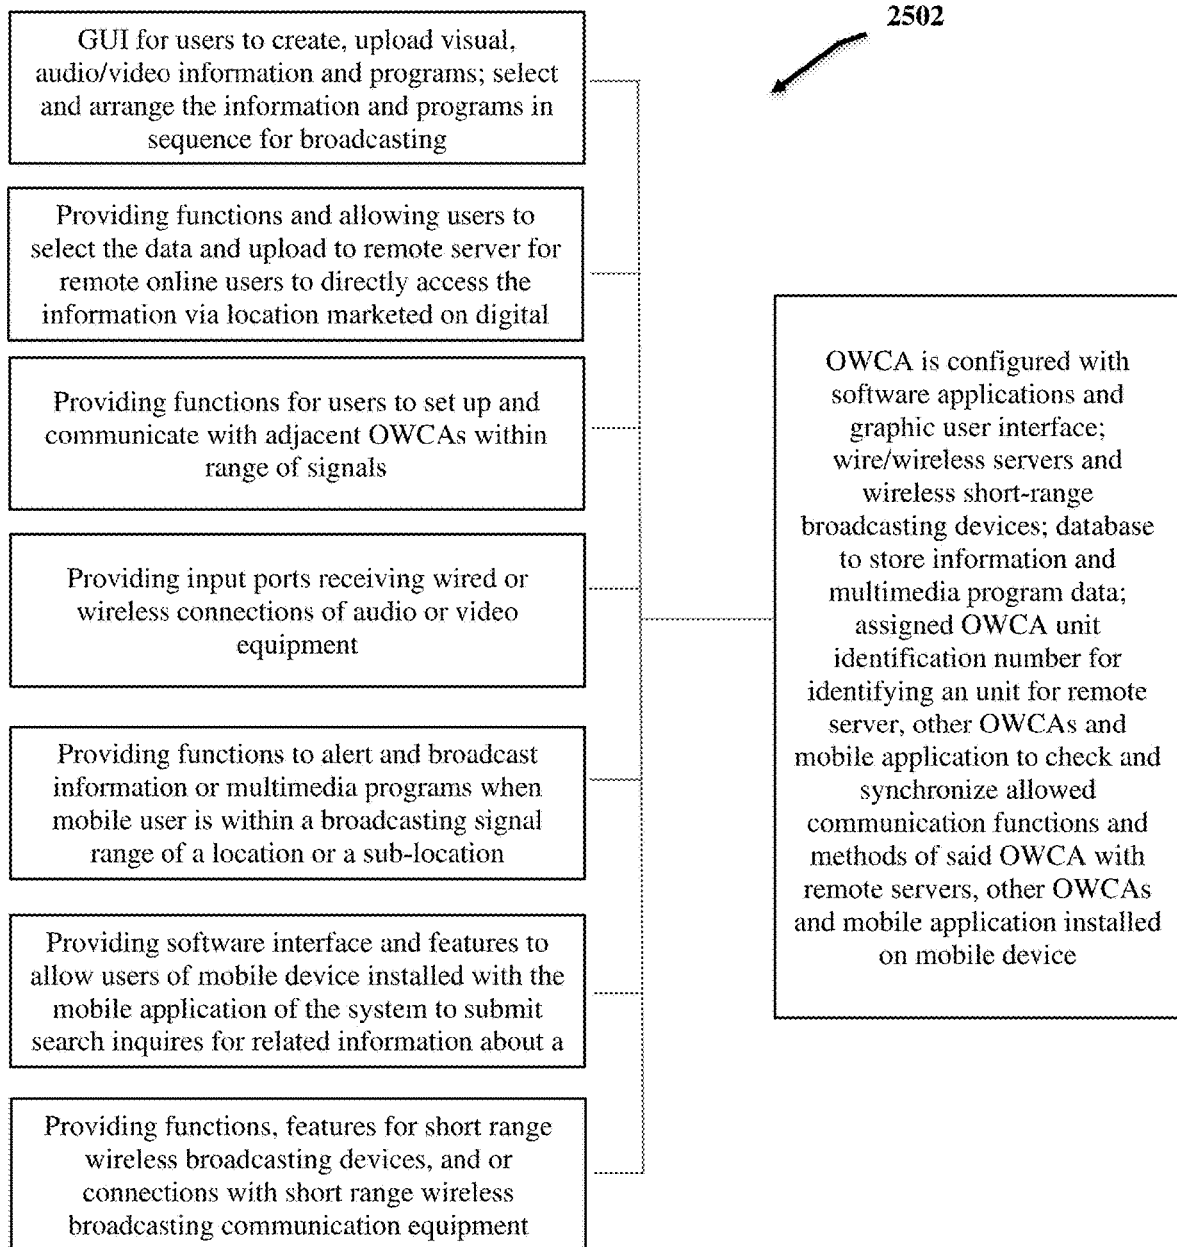 2502
GUI for users to create, upload visual,
audio/video information and programs; select
and arrange the information and programs in
sequence for broadcasting
Providing functions and allowing users to
select the data and upload to remote server for
remote online users to directly access the
information via location marketed on digital
Providing functions for users to set up and
communicate with adjacent OWCAs within
range of signals
Providing input ports receiving wired or
wireless connections of audio or video
equipment
Providing functions to alert and broadcast
information or multimedia programs when
mobile user is within a broadcasting signal
range of a location or a sub-location
Providing software interface and features to
allow users of mobile device installed with the
mobile application of the system to submit
search inquires for related information about a
Providing functions, features for short range
wireless broadcasting devices, and or
connections with short range wireless
broadcasting communication equipment
OWCA is configured with
software applications and
graphic user interface;
wire/wireless servers and
wireless short-range
broadcasting devices; database
to store information and
multimedia program data;
assigned OWCA unit
identification number for
identifying an unit for remote
server, other OWCAs and
mobile application to check and
synchronize allowed
communication functions and
methods of said OWCA with
remote servers, other OWCAs
and mobile application installed
on mobile device